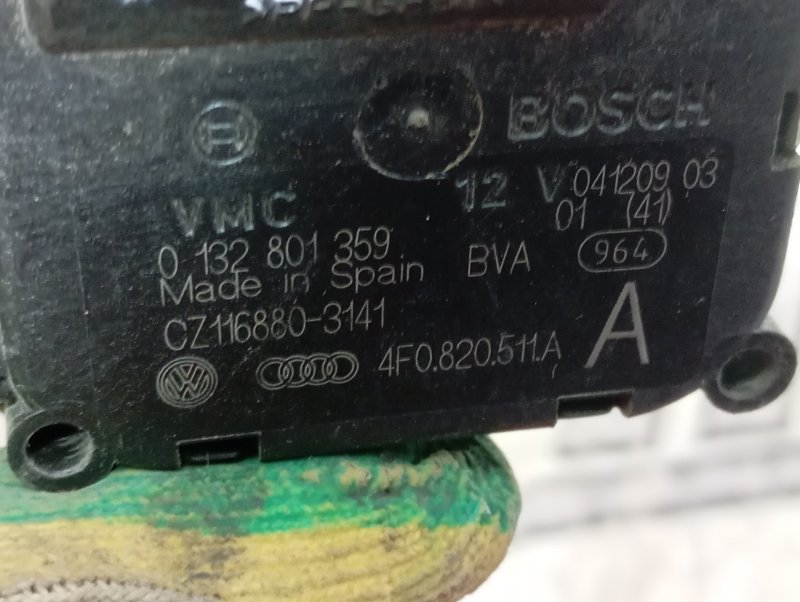 BOSCH
VMC 12 V 041209 03
01 (41)
0 132 801 359
Made in Spain BVA 964
CZ116880-3141
4F0.820.511.A A